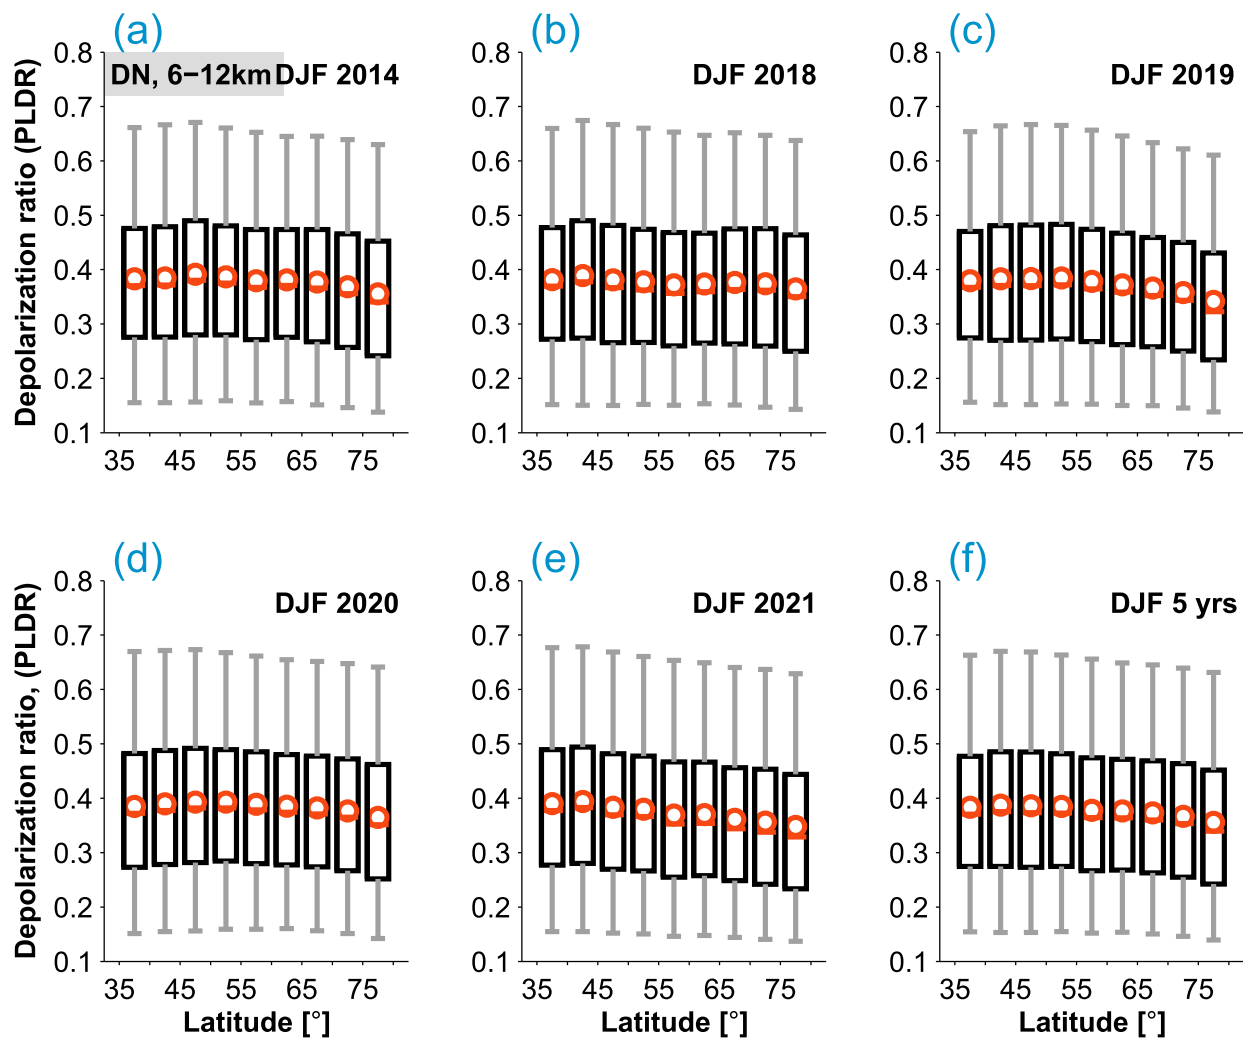 (a) (b) (c)
DN, 6−12km DJF 2014 DJF 2018 DJF 2019
Depolarization ratio (PLDR)
0.8 0.8 0.8
0.7 0.7 0.7
0.6 0.6 0.6
0.5 0.5 0.5
0.4 0.4 0.4
0.3 0.3 0.3
0.2 0.2 0.2
0.1 0.1 0.1
35 45 55 65 75 35 45 55 65 75 35 45 55 65 75
(d) (e) (f)
DJF 2020 DJF 2021 DJF 5 yrs
Depolarization ratio, (PLDR)
0.8 0.8 0.8
0.7 0.7 0.7
0.6 0.6 0.6
0.5 0.5 0.5
0.4 0.4 0.4
0.3 0.3 0.3
0.2 0.2 0.2
0.1 0.1 0.1
35 45 55 65 75 35 45 55 65 75 35 45 55 65 75
Latitude [°] Latitude [°] Latitude [°]